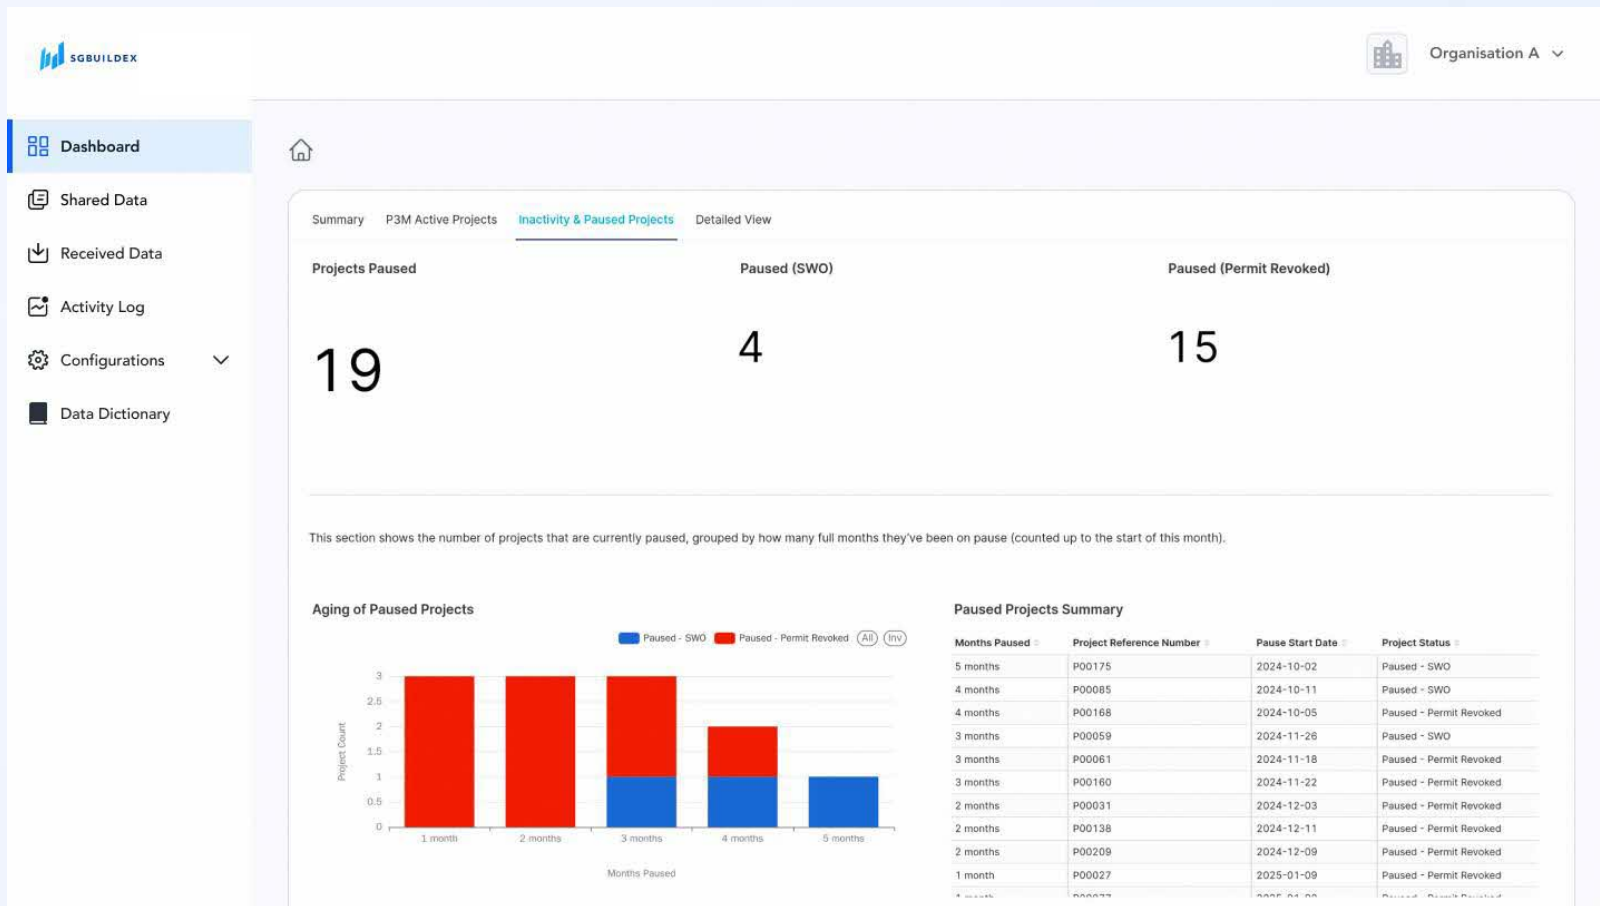 SGBUILDEX
Organisation A
Dashboard
Shared Data
Received Data
Activity Log
Configurations
Data Dictionary
Summary P3M Active Projects Inactivity & Paused Projects Detailed View
Projects Paused Paused (SWO) Paused (Permit Revoked)
19 4 15
This section shows the number of projects that are currently paused, grouped by how many full months they've been on pause (counted up to the start of this month).
Aging of Paused Projects
Paused - SWO Paused - Permit Revoked All Inv
Project Count
3
2.5
2
1.5
1
0.5
0
1 month 2 months 3 months 4 months 5 months
Months Paused
Paused Projects Summary
Months Paused Project Reference Number Pause Start Date Project Status
5 months P00175 2024-10-02 Paused - SWO
4 months P00085 2024-10-11 Paused - SWO
4 months P00168 2024-10-05 Paused - Permit Revoked
3 months P00059 2024-11-26 Paused - SWO
3 months P00061 2024-11-18 Paused - Permit Revoked
3 months P00160 2024-11-22 Paused - Permit Revoked
2 months P00031 2024-12-03 Paused - Permit Revoked
2 months P00138 2024-12-11 Paused - Permit Revoked
2 months P00209 2024-12-09 Paused - Permit Revoked
1 month P00027 2025-01-09 Paused - Permit Revoked